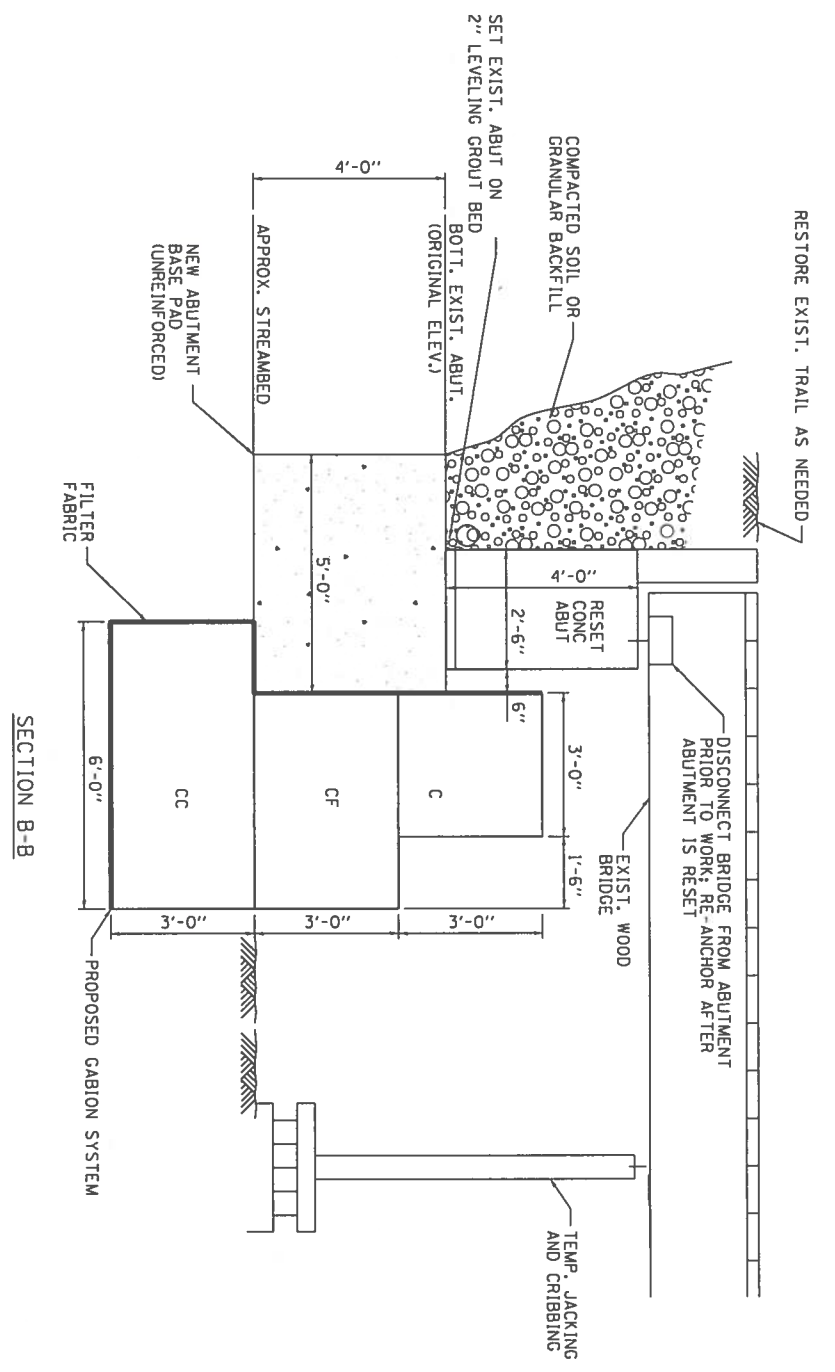 RESTORE EXIST. TRAIL AS NEEDED
COMPACTED SOIL OR
GRANULAR BACKFILL
SET EXIST. ABUT ON
2" LEVELING GROUT BED
BOTT. EXIST. ABUT.
(ORIGINAL ELEV.)
4'-0"
APPROX. STREAMBED
NEW ABUTMENT
BASE PAD
(UNREINFORCED)
FILTER
FABRIC
5'-0"
4'-0"
2'-6"
RESET
CONC
ABUT
6"
3'-0"
1'-6"
C
CF
CC
6'-0"
3'-0"
3'-0"
3'-0"
DISCONNECT BRIDGE FROM ABUTMENT
PRIOR TO WORK; RE-ANCHOR AFTER
ABUTMENT IS RESET
EXIST. WOOD
BRIDGE
PROPOSED GABION SYSTEM
TEMP. JACKING
AND CRIBBING
SECTION B-B